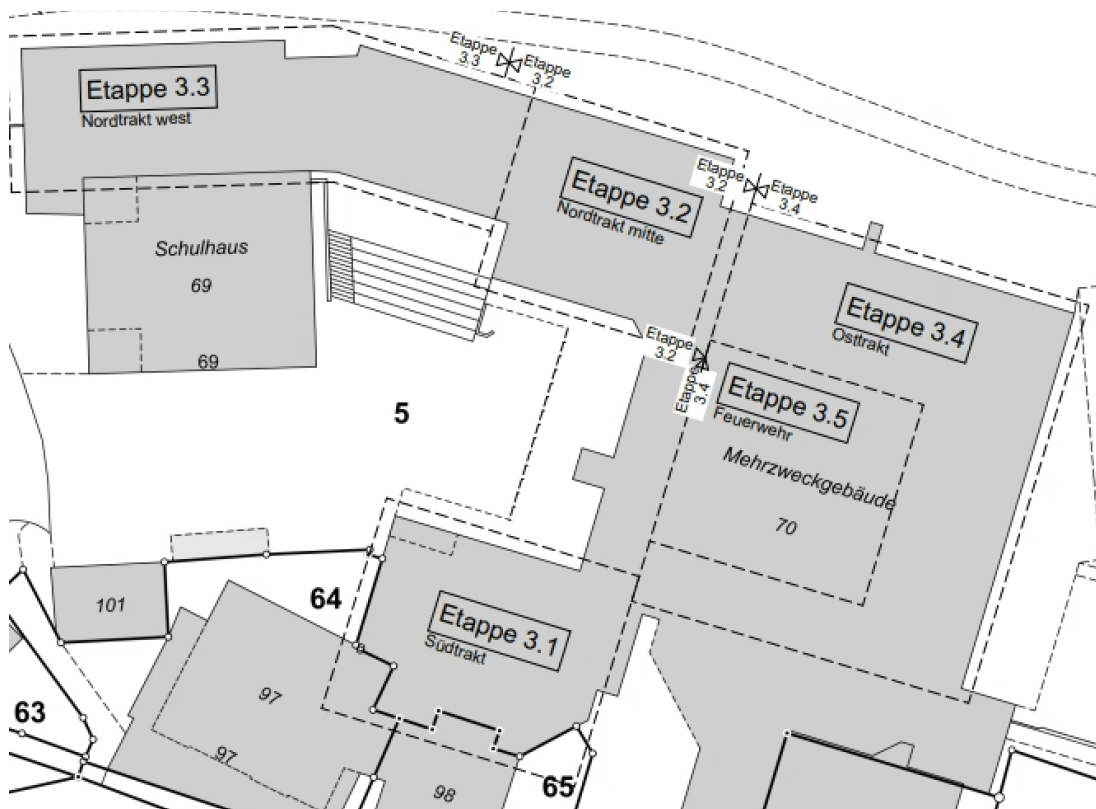 Etappe
3.3
Etappe
3.2
Etappe 3.3
Nordtrakt west
Etappe
3.2
Etappe
3.4
Etappe 3.2
Nordtrakt mitte
Schulhaus
69
69
Etappe 3.4
Osttrakt
Etappe
3.2
Etappe
3.4
Etappe 3.5
Feuerwehr
5
Mehrzweckgebäude
70
101
64
Etappe 3.1
Südtrakt
97
63
97
65
98